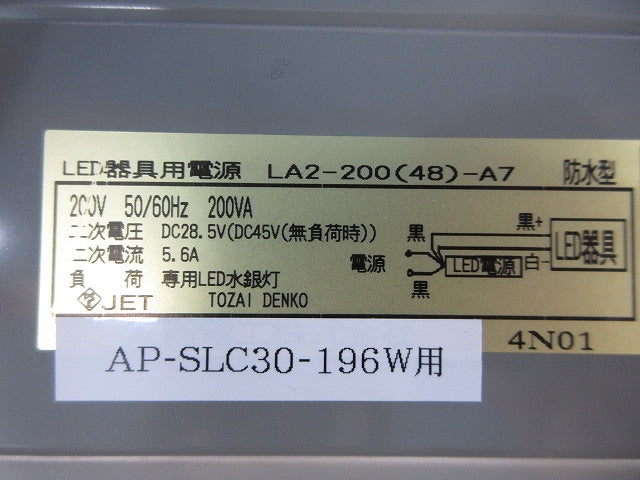 LED器具用電源 LA2-200(48)-A7 防水型
200V 50/60Hz 200VA
二次電圧 DC28.5V(DC45V(無負荷時))
二次電流 5.6A
負 荷 専用LED水銀灯
JET TOZAI DENKO
電源 黒 黒
LED電源
黒+
白-
LED器具
4N01
AP-SLC30-196W用